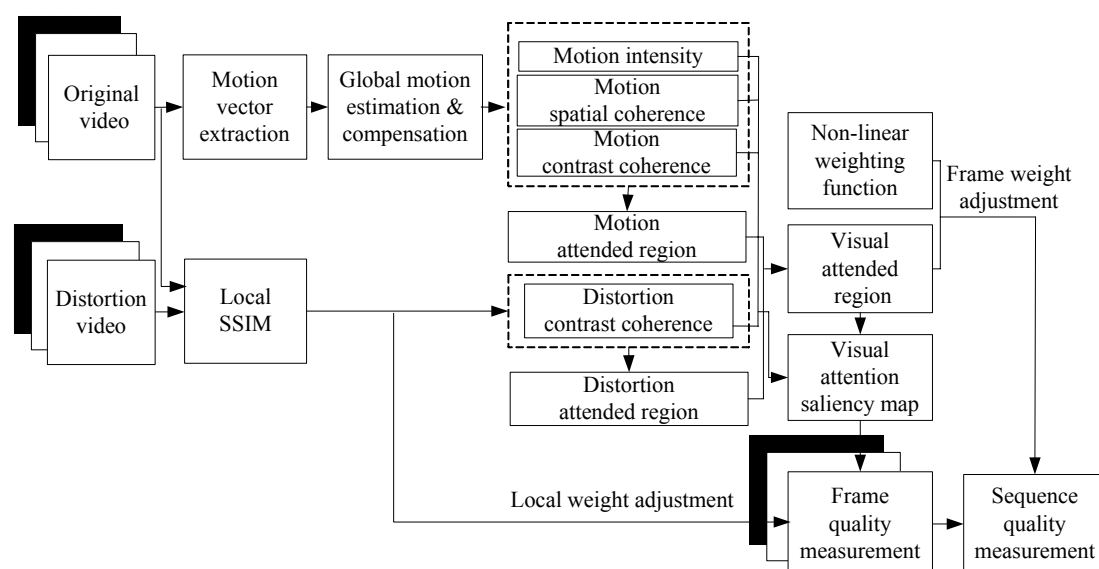 Original
video
Motion
vector
extraction
Global motion
estimation &
compensation
Motion intensity
Motion
spatial coherence
Motion
contrast coherence
Motion
attended region
Non-linear
weighting
function
Frame weight
adjustment
Distortion
video
Local
SSIM
Distortion
contrast coherence
Distortion
attended region
Visual
attended
region
Visual
attention
saliency map
Local weight adjustment
Frame
quality
measurement
Sequence
quality
measurement